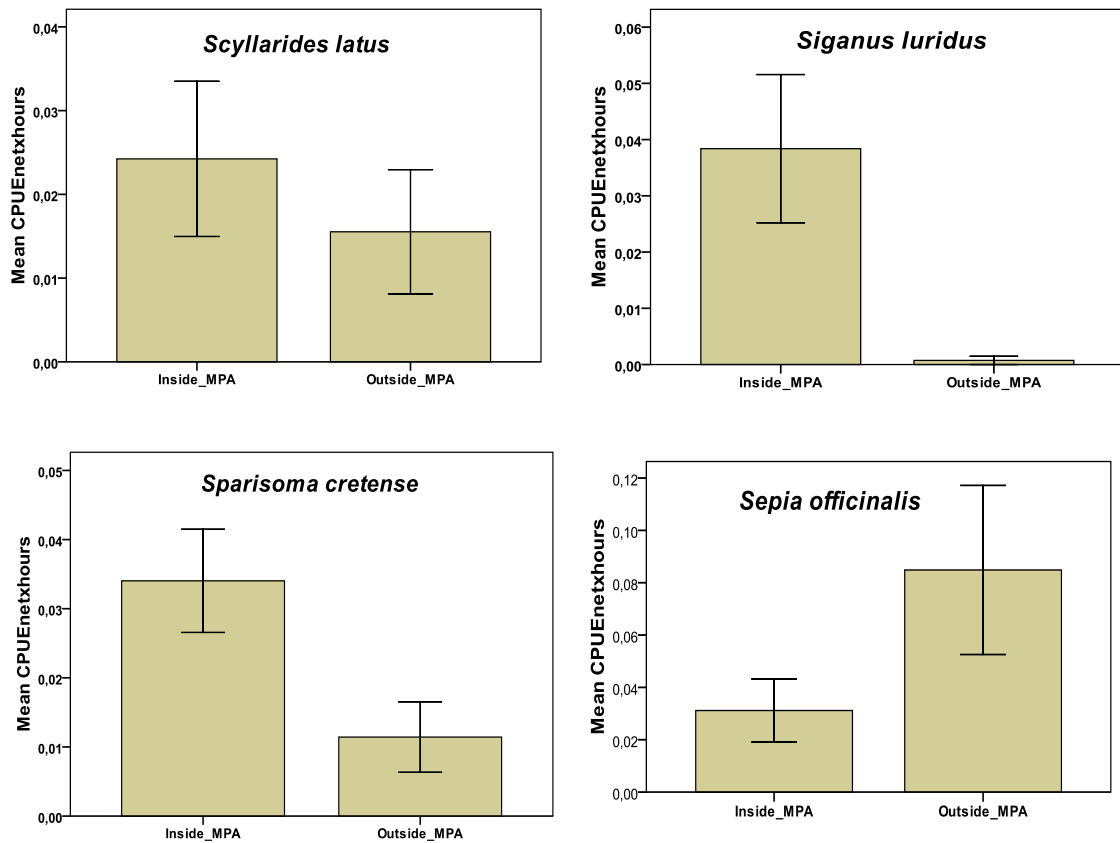 Scyllarides latus
Mean CPUEnetxhours
0,04
0,03
0,02
0,01
0,00
Inside_MPA
Outside_MPA
Siganus luridus
Mean CPUEnetxhours
0,06
0,05
0,04
0,03
0,02
0,01
0,00
Inside_MPA
Outside_MPA
Sparisoma cretense
Mean CPUEnetxhours
0,05
0,04
0,03
0,02
0,01
0,00
Inside_MPA
Outside_MPA
Sepia officinalis
Mean CPUEnetxhours
0,12
0,10
0,08
0,06
0,04
0,02
0,00
Inside_MPA
Outside_MPA